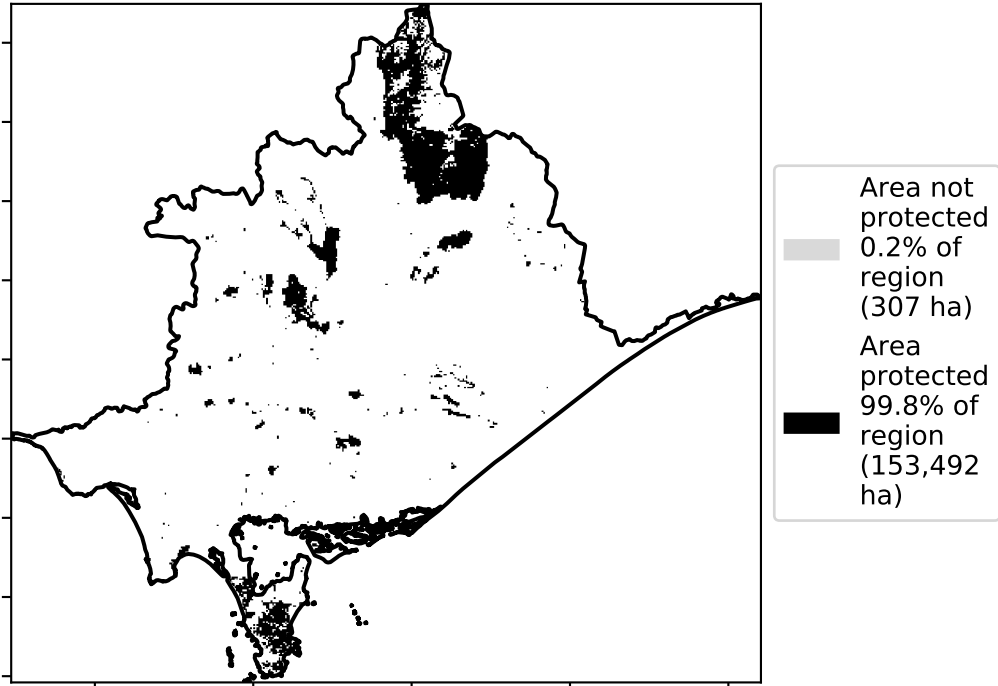 Area not
protected
0.2% of
region
(307 ha)
Area
protected
99.8% of
region
(153,492
ha)